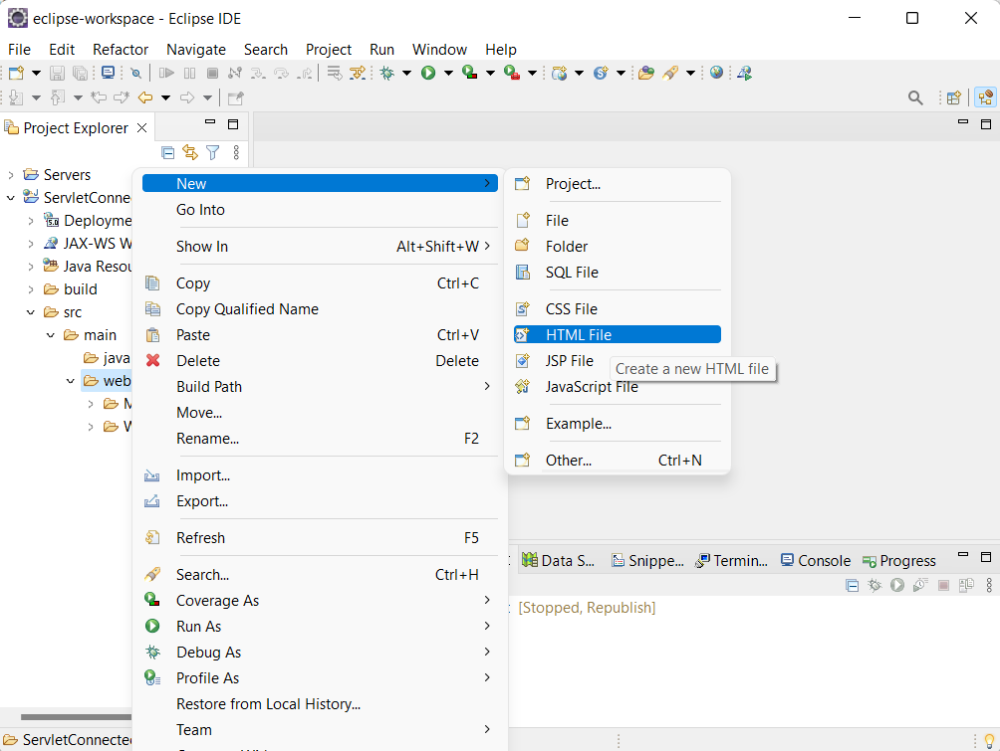 eclipse-workspace - Eclipse IDE
File Edit Refactor Navigate Search Project Run Window Help
Project Explorer
Servers
ServletConne
Deployme
JAX-WS W
Java Resou
build
src
main
java
web
M
W
New
Go Into
Show In Alt+Shift+W
Copy Ctrl+C
Copy Qualified Name
Paste Ctrl+V
Delete Delete
Build Path
Move...
Rename... F2
Import...
Export...
Refresh F5
Search... Ctrl+H
Coverage As
Run As
Debug As
Profile As
Restore from Local History...
Team
Project...
File
Folder
SQL File
CSS File
HTML File
JSP File
Create a new HTML file
JavaScript File
Example...
Other... Ctrl+N
Data S... Snippe... Termin... Console Progress
[Stopped, Republish]
ServletConnected